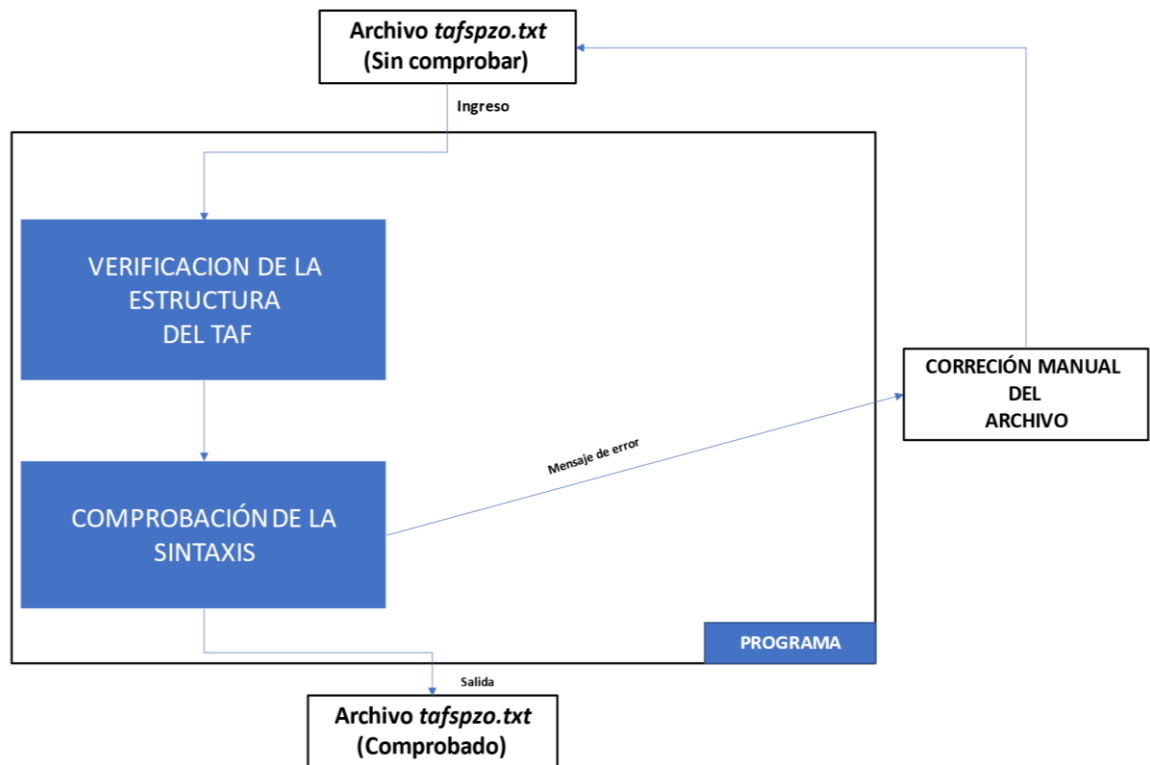 Archivo tafspzo.txt
(Sin comprobar)
Ingreso
VERIFICACION DE LA
ESTRUCTURA
DEL TAF
CORRECIÓN MANUAL
DEL
ARCHIVO
Mensaje de error
COMPROBACIÓN DE LA
SINTAXIS
PROGRAMA
Salida
Archivo tafspzo.txt
(Comprobado)